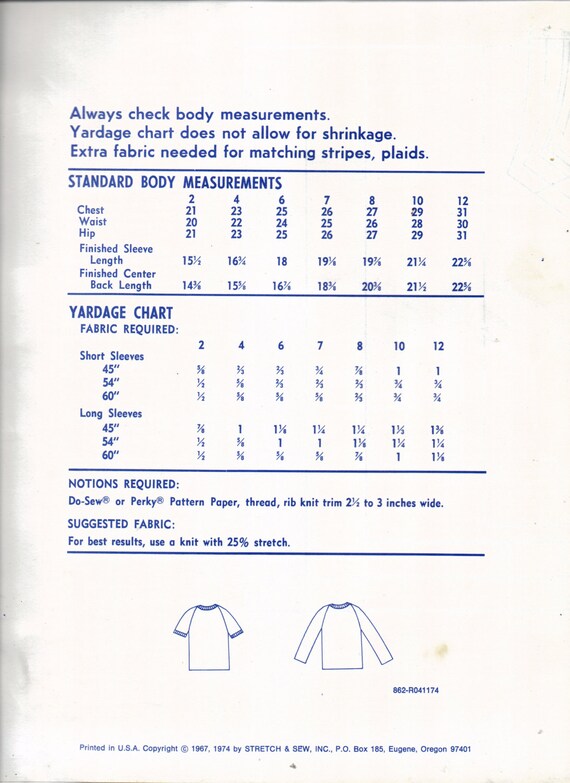 Always check body measurements.
Yardage chart does not allow for shrinkage.
Extra fabric needed for matching stripes, plaids.
STANDARD BODY MEASUREMENTS
2 4 6 7 8 10 12
Chest 21 23 25 26 27 29 31
Waist 20 22 24 25 26 28 30
Hip 21 23 25 26 27 29 31
Finished Sleeve
Length 15½ 16¾ 18 19⅛ 19⅞ 21¼ 22⅝
Finished Center
Back Length 14⅜ 15⅝ 16⅞ 18⅜ 20⅜ 21½ 22⅝
YARDAGE CHART
FABRIC REQUIRED:
2 4 6 7 8 10 12
Short Sleeves
45" ⅝ ⅔ ⅔ ¾ ⅞ 1 1
54" ½ ⅝ ⅔ ⅔ ⅔ ¾ ¾
60" ½ ⅝ ⅝ ⅝ ⅔ ¾ ¾
Long Sleeves
45" ⅞ 1 1⅛ 1¼ 1¼ 1½ 1⅜
54" ½ ⅝ 1 1 1⅛ 1¼ 1¼
60" ½ ⅝ ⅝ ⅝ ⅞ 1 1⅛
NOTIONS REQUIRED:
Do-Sew® or Perky® Pattern Paper, thread, rib knit trim 2½ to 3 inches wide.
SUGGESTED FABRIC:
For best results, use a knit with 25% stretch.
862-R041174
Printed in U.S.A. Copyright © 1967, 1974 by STRETCH & SEW, INC., P.O. Box 185, Eugene, Oregon 97401